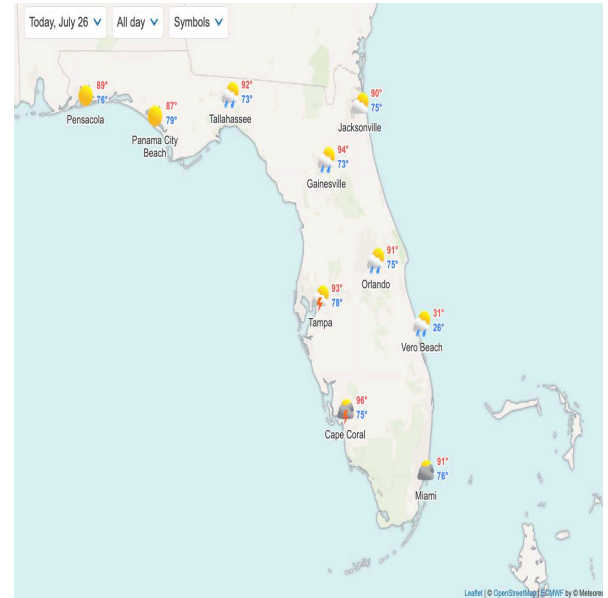 Today, July 26
All day
Symbols
89°
76°
Pensacola
87°
79°
Panama City
Beach
92°
73°
Tallahassee
90°
75°
Jacksonville
94°
73°
Gainesville
91°
75°
Orlando
93°
78°
Tampa
31°
26°
Vero Beach
96°
75°
Cape Coral
91°
76°
Miami
Leaflet | © OpenStreetMap | ECMWF by © Meteored